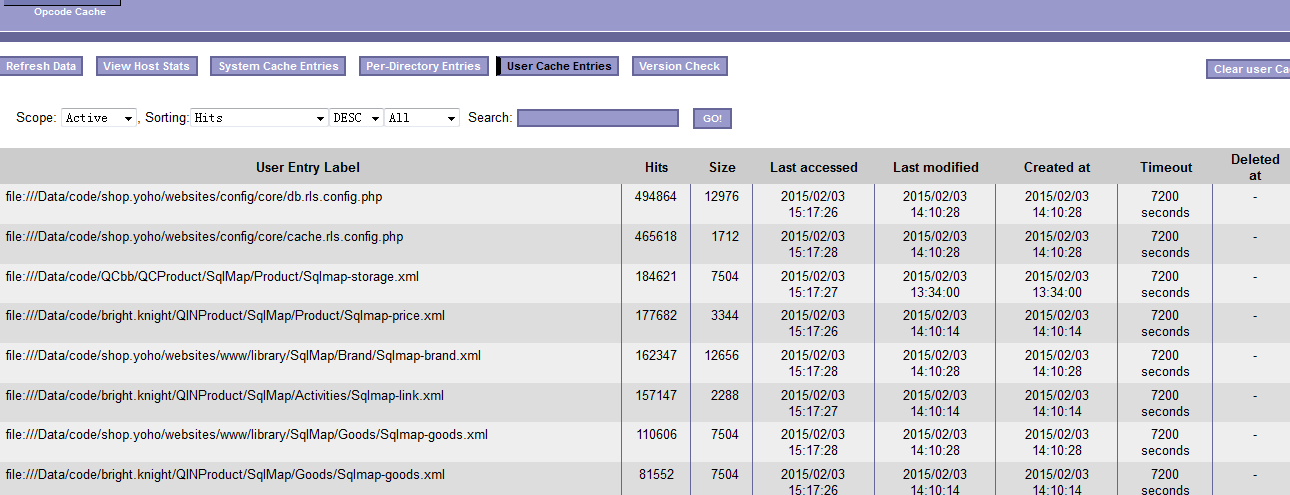 Opcode Cache
Refresh Data View Host Stats System Cache Entries Per-Directory Entries User Cache Entries Version Check Clear user Ca
Scope: Active , Sorting: Hits DESC All Search: GO!
User Entry Label Hits Size Last accessed Last modified Created at Timeout Deleted at
file:///Data/code/shop.yoho/websites/config/core/db.rls.config.php 494864 12976 2015/02/03 15:17:26 2015/02/03 14:10:28 2015/02/03 14:10:28 7200 seconds -
file:///Data/code/shop.yoho/websites/config/core/cache.rls.config.php 465618 1712 2015/02/03 15:17:28 2015/02/03 14:10:28 2015/02/03 14:10:28 7200 seconds -
file:///Data/code/QCbb/QCProduct/SqlMap/Product/Sqlmap-storage.xml 184621 7504 2015/02/03 15:17:27 2015/02/03 13:34:00 2015/02/03 13:34:00 7200 seconds -
file:///Data/code/bright.knight/QINProduct/SqlMap/Product/Sqlmap-price.xml 177682 3344 2015/02/03 15:17:26 2015/02/03 14:10:14 2015/02/03 14:10:14 7200 seconds -
file:///Data/code/shop.yoho/websites/www/library/SqlMap/Brand/Sqlmap-brand.xml 162347 12656 2015/02/03 15:17:28 2015/02/03 14:10:28 2015/02/03 14:10:28 7200 seconds -
file:///Data/code/bright.knight/QINProduct/SqlMap/Activities/Sqlmap-link.xml 157147 2288 2015/02/03 15:17:27 2015/02/03 14:10:14 2015/02/03 14:10:14 7200 seconds -
file:///Data/code/shop.yoho/websites/www/library/SqlMap/Goods/Sqlmap-goods.xml 110606 7504 2015/02/03 15:17:28 2015/02/03 14:10:28 2015/02/03 14:10:28 7200 seconds -
file:///Data/code/bright.knight/QINProduct/SqlMap/Goods/Sqlmap-goods.xml 81552 7504 2015/02/03 15:17:26 2015/02/03 14:10:14 2015/02/03 14:10:14 7200 seconds -